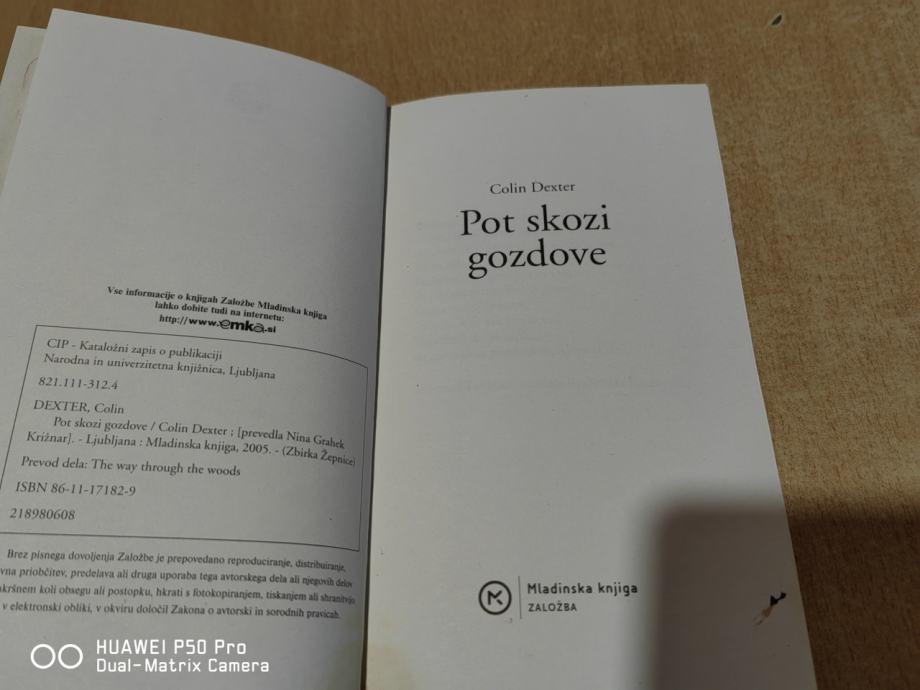 Vse informacije o knjigah Založbe Mladinska knjiga
lahko dobite tudi na internetu:
http://www.emka.si
CIP - Kataložni zapis o publikaciji
Narodna in univerzitetna knjižnica, Ljubljana
821.111-312.4
DEXTER, Colin
Pot skozi gozdove / Colin Dexter ; [prevedla Nina Grahek
Križnar]. - Ljubljana : Mladinska knjiga, 2005. - (Zbirka Žepnice)
Prevod dela: The way through the woods
ISBN 86-11-17182-9
218980608
Brez pisnega dovoljenja Založbe je prepovedano reproduciranje, distribuiranje,
priobčitev, predelava ali druga uporaba tega avtorskega dela ali njegovih delov
obsegu ali postopku, hkrati s fotokopiranjem, tiskanjem ali shranitvijo
v elektronski obliki, v okviru določil Zakona o avtorski in sorodnih pravicah.
Colin Dexter
Pot skozi
gozdove
Mladinska knjiga
ZALOŽBA
HUAWEI P50 Pro
Dual-Matrix Camera